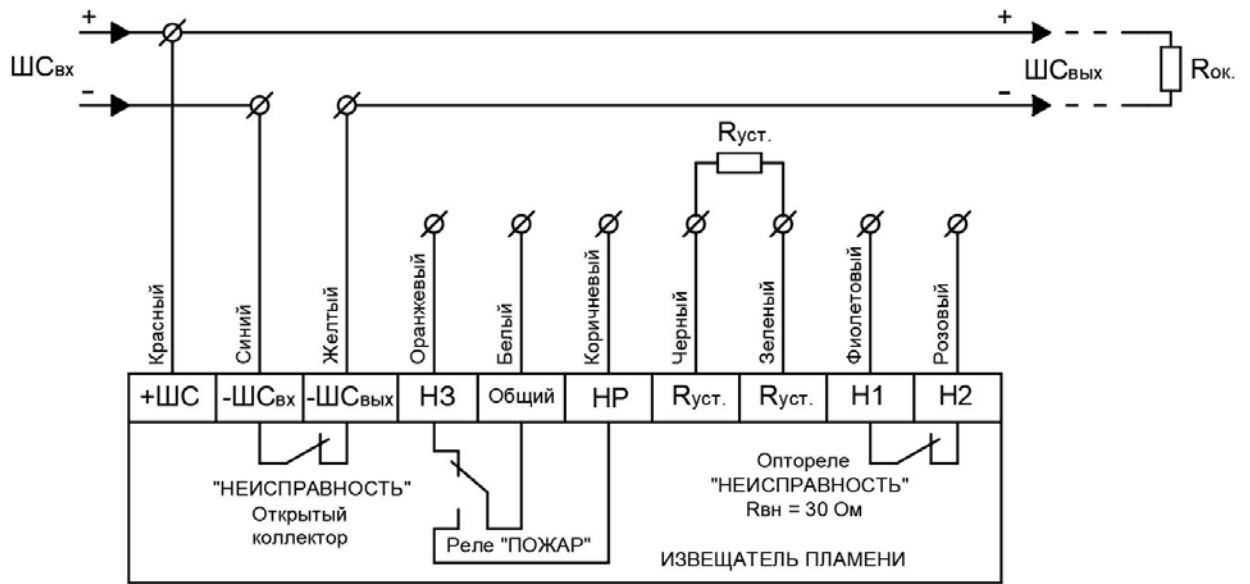 +
+
ШСвх
ШСвых
Rок.
-
-
Rуст.
Красный
Синий
Желтый
Оранжевый
Белый
Коричневый
Черный
Зеленый
Фиолетовый
Розовый
+ШС
-ШСвх
-ШСвых
НЗ
Общий
НР
Rуст.
Rуст.
Н1
Н2
"НЕИСПРАВНОСТЬ"
Открытый
коллектор
Реле "ПОЖАР"
Оптореле
"НЕИСПРАВНОСТЬ"
Rвн = 30 Ом
ИЗВЕЩАТЕЛЬ ПЛАМЕНИ